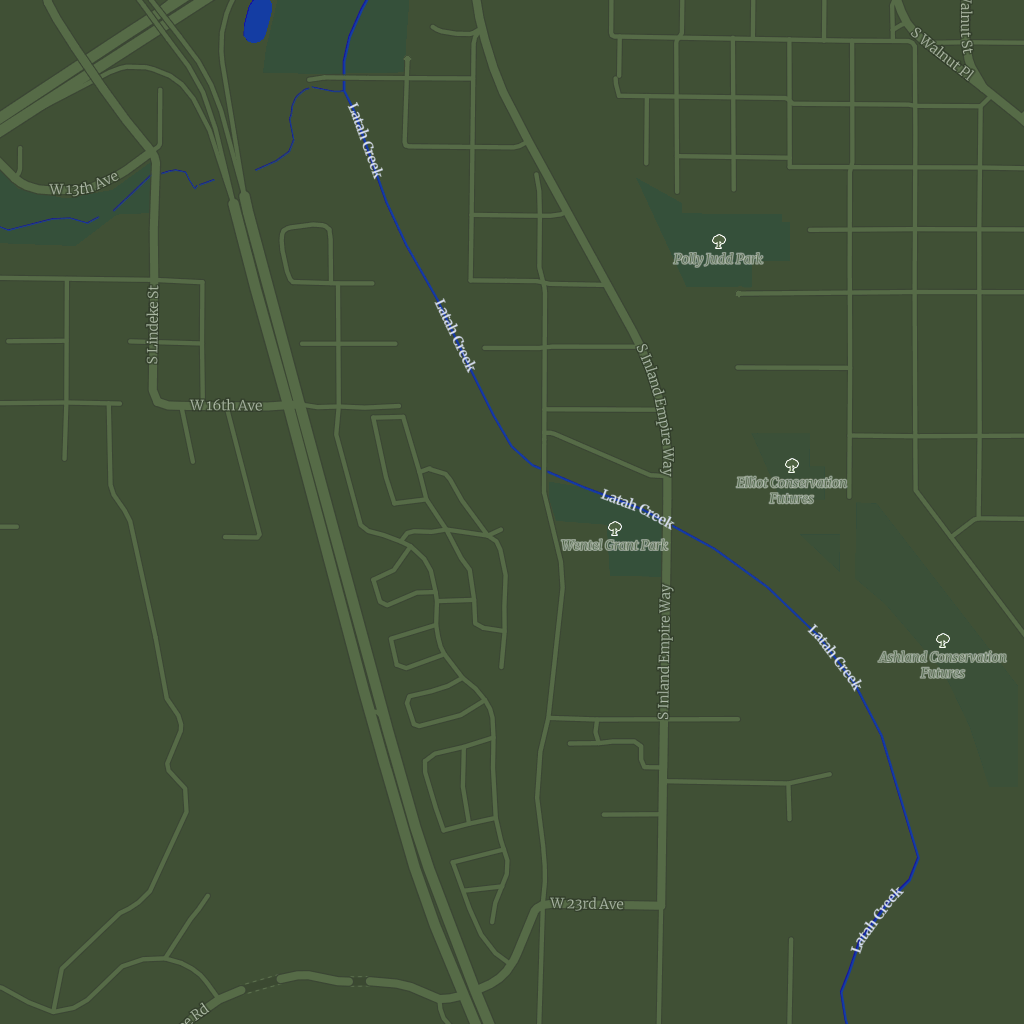 S Walnut St
S Walnut Pl
Latah Creek
W 13th Ave
Polly Judd Park
S Lindeke St
Latah Creek
S Inland Empire Way
W 16th Ave
Elliot Conservation
Futures
Latah Creek
Wentel Grant Park
S Inland Empire Way
Latah Creek
Ashland Conservation
Futures
W 23rd Ave
Latah Creek
Rd